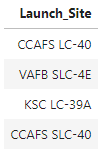 Launch_Site
CCAFS LC-40
VAFB SLC-4E
KSC LC-39A
CCAFS SLC-40